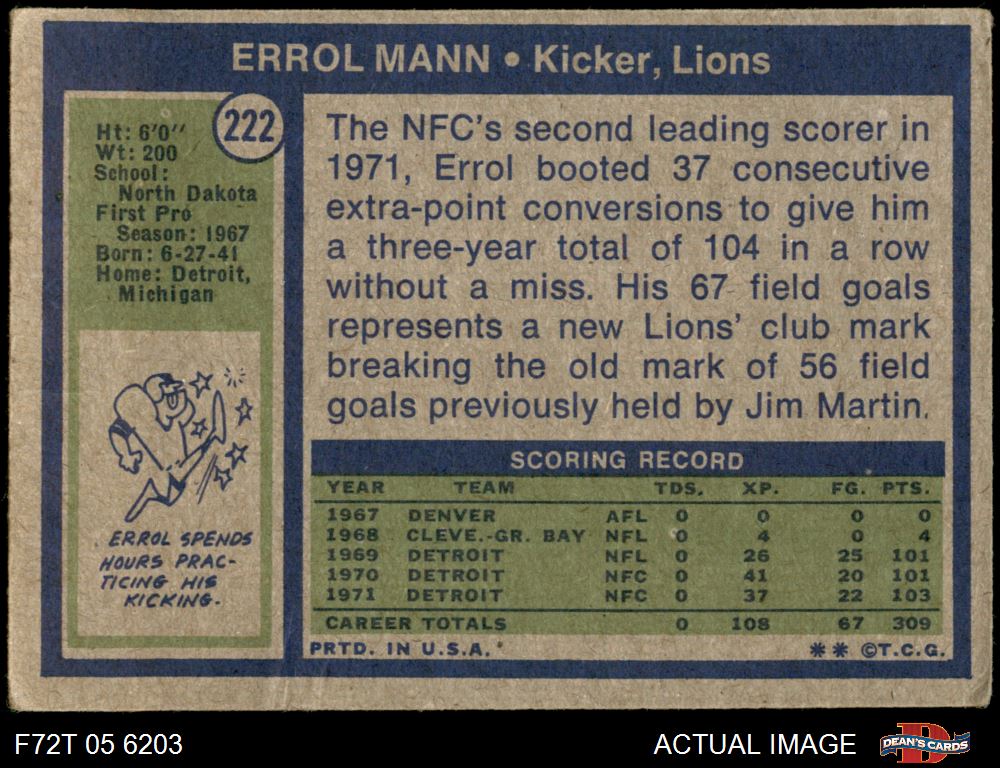 ERROL MANN • Kicker, Lions
222
Ht: 6'0''
Wt: 200
School:
North Dakota
First Pro
Season: 1967
Born: 6-27-41
Home: Detroit,
Michigan
ERROL SPENDS
HOURS PRAC-
TICING HIS
KICKING.
The NFC's second leading scorer in
1971, Errol booted 37 consecutive
extra-point conversions to give him
a three-year total of 104 in a row
without a miss. His 67 field goals
represents a new Lions' club mark
breaking the old mark of 56 field
goals previously held by Jim Martin.
SCORING RECORD
YEAR TEAM TDS. XP. FG. PTS.
1967 DENVER AFL 0 0 0 0
1968 CLEVE.-GR. BAY NFL 0 4 0 4
1969 DETROIT NFL 0 26 25 101
1970 DETROIT NFC 0 41 20 101
1971 DETROIT NFC 0 37 22 103
CAREER TOTALS 0 108 67 309
PRTD. IN U.S.A. ** ©T.C.G.
F72T 05 6203
ACTUAL IMAGE
DEAN'S CARDS